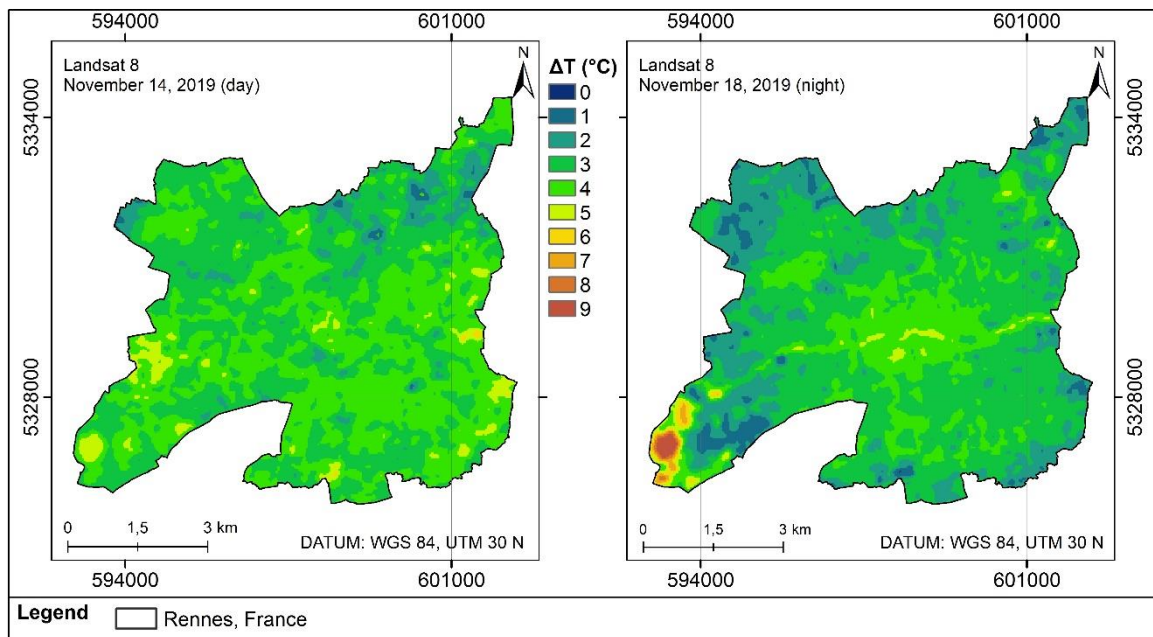 594000
601000
594000
601000
Landsat 8
November 14, 2019 (day)
N
ΔT (°C)
0
1
2
3
4
5
6
7
8
9
Landsat 8
November 18, 2019 (night)
N
5334000
5328000
5334000
5328000
0 1,5 3 km
DATUM: WGS 84, UTM 30 N
0 1,5 3 km
DATUM: WGS 84, UTM 30 N
594000
601000
594000
601000
Legend Rennes, France